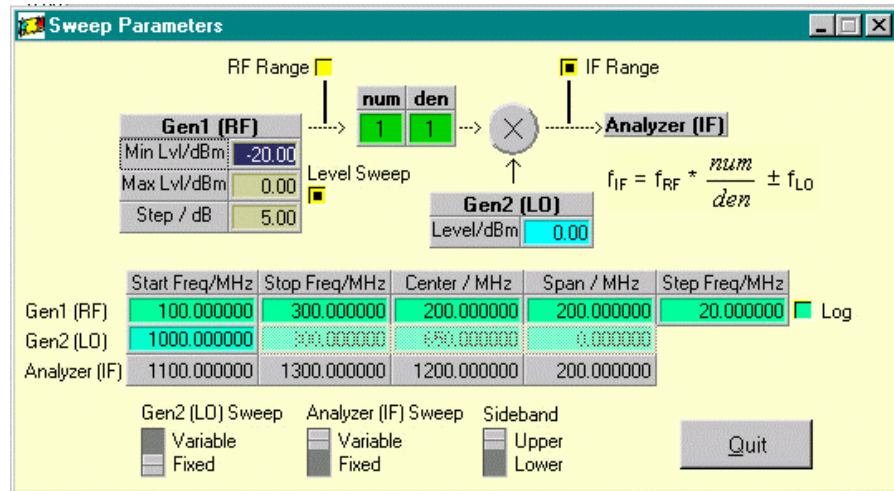 Sweep Parameters
RF Range
IF Range
num den
Gen1 (RF)
1 1
Analyzer (IF)
Min Lvl/dBm -20.00
Max Lvl/dBm 0.00
Step / dB 5.00
Level Sweep
fIF = fRF * num/den ± fLO
Gen2 (LO)
Level/dBm 0.00
Start Freq/MHz Stop Freq/MHz Center / MHz Span / MHz Step Freq/MHz
Gen1 (RF) 100.000000 300.000000 200.000000 200.000000 20.000000 Log
Gen2 (LO) 1000.000000 0.000000
Analyzer (IF) 1100.000000 1300.000000 1200.000000 200.000000
Gen2 (LO) Sweep Analyzer (IF) Sweep Sideband
Variable Variable Upper
Fixed Fixed Lower
Quit